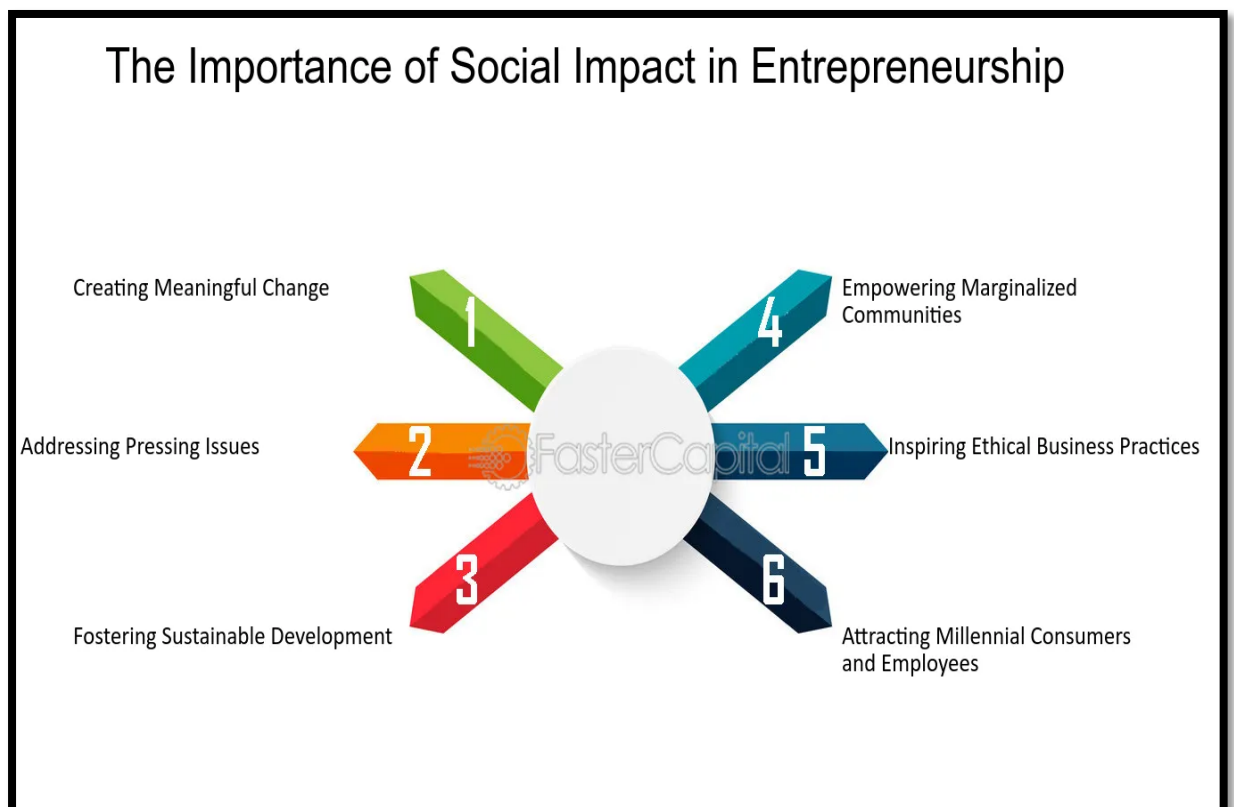 The Importance of Social Impact in Entrepreneurship
Creating Meaningful Change
1
Addressing Pressing Issues
2
Fostering Sustainable Development
3
4
Empowering Marginalized
Communities
5
Inspiring Ethical Business Practices
6
Attracting Millennial Consumers
and Employees
FasterCapital